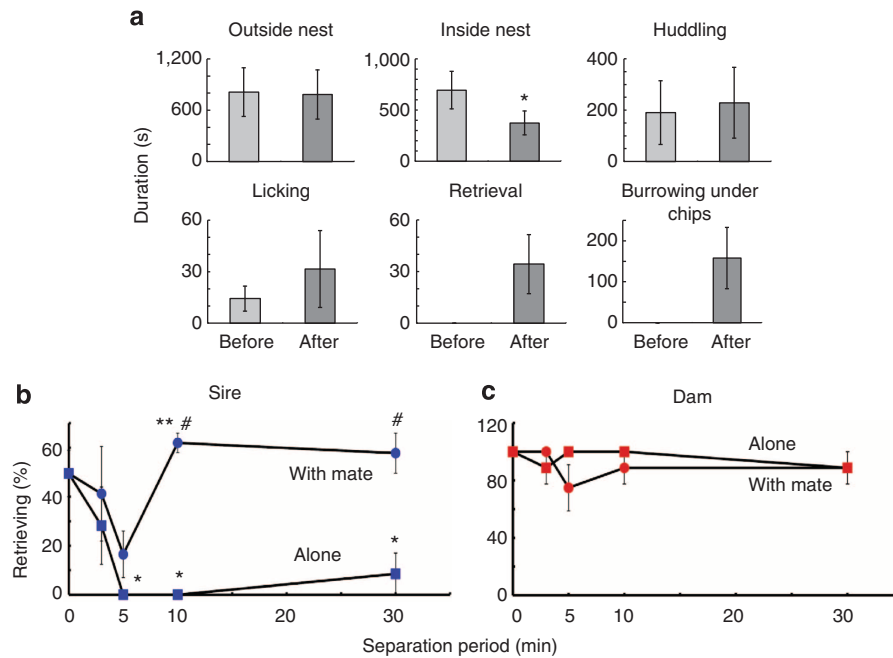 a
Outside nest
Inside nest
Huddling
1,200
800
600
0
1,000
500
0
400
200
0
*
Duration (s)
Licking
Retrieval
Burrowing under
chips
60
30
0
60
30
0
200
100
0
Before After
Before After
Before After
b
Sire
c
Dam
Retrieving (%)
60
40
20
0
** #
#
With mate
Alone
*
*
*
0 5 10 20 30
120
80
40
0
Alone
With mate
0 5 10 20 30
Separation period (min)